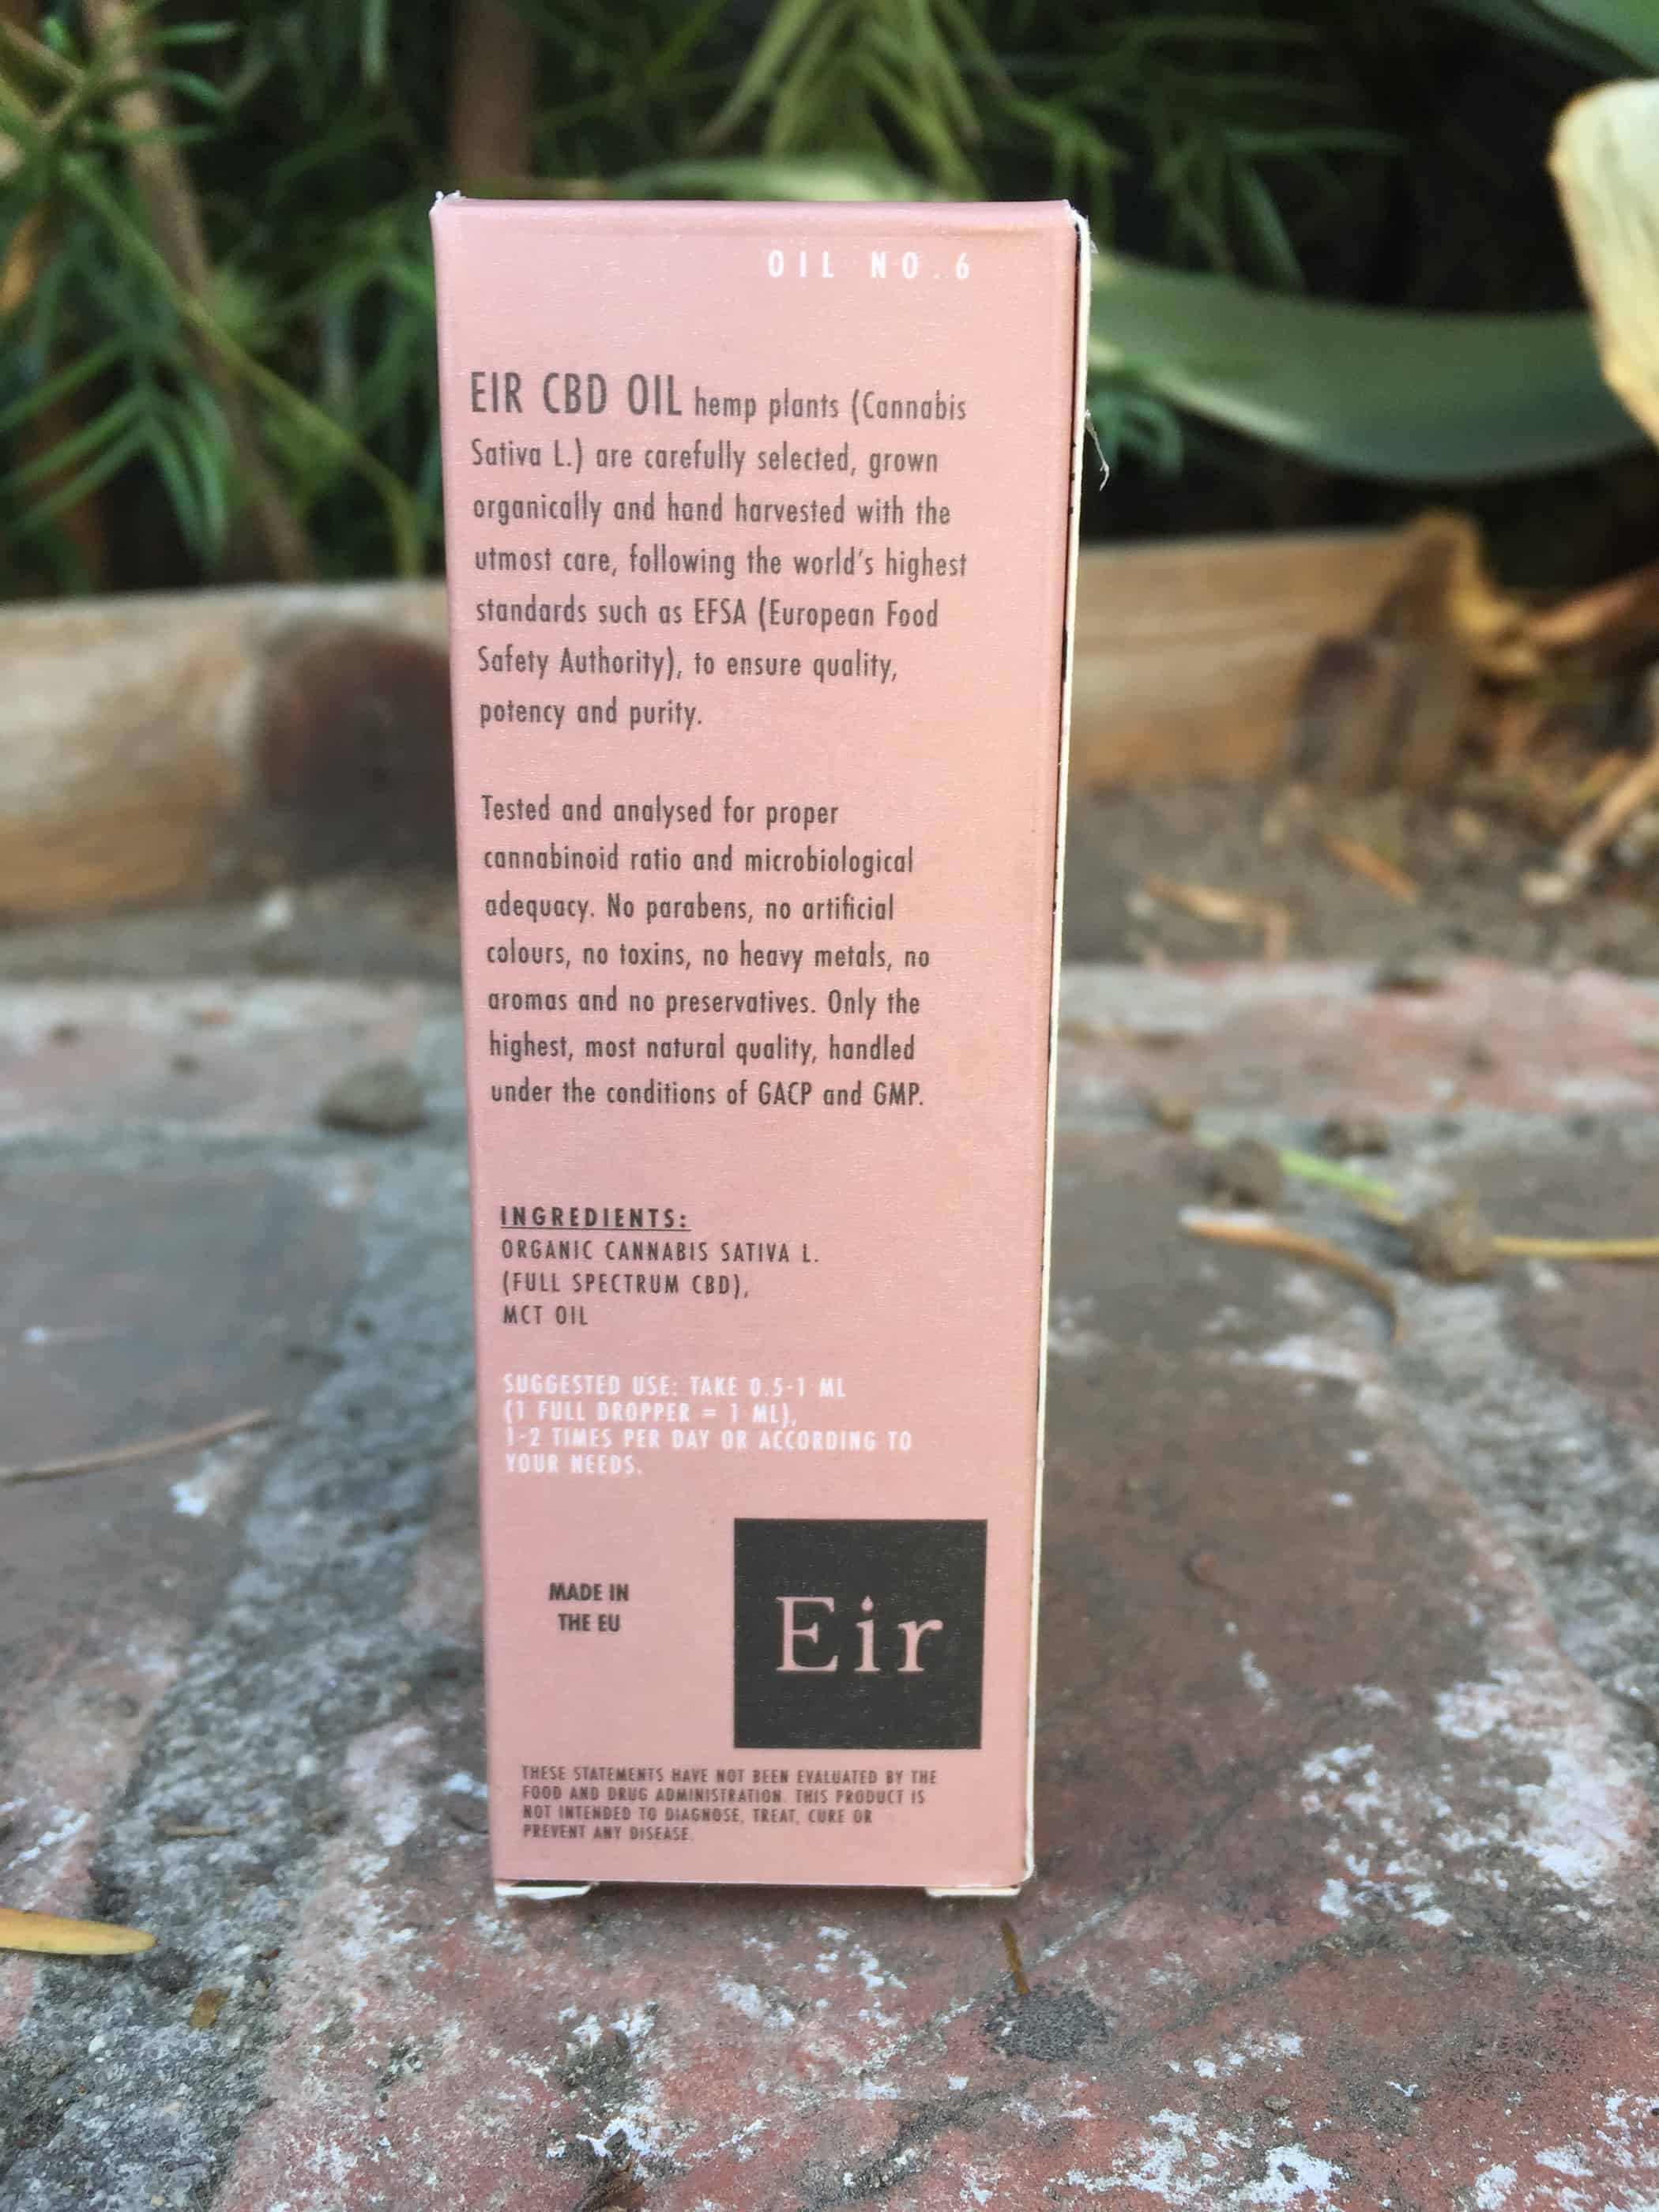 OIL NO.6
EIR CBD OIL hemp plants (Cannabis
Sativa L.) are carefully selected, grown
organically and hand harvested with the
utmost care, following the world's highest
standards such as EFSA (European Food
Safety Authority), to ensure quality,
potency and purity.
Tested and analysed for proper
cannabinoid ratio and microbiological
adequacy. No parabens, no artificial
colours, no toxins, no heavy metals, no
aromas and no preservatives. Only the
highest, most natural quality, handled
under the conditions of GACP and GMP.
INGREDIENTS:
ORGANIC CANNABIS SATIVA L.
(FULL SPECTRUM CBD),
MCT OIL
SUGGESTED USE: TAKE 0.5-1 ML
(1 FULL DROPPER = 1 ML),
1-2 TIMES PER DAY OR ACCORDING TO
YOUR NEEDS.
MADE IN
THE EU
Eir
THESE STATEMENTS HAVE NOT BEEN EVALUATED BY THE
FOOD AND DRUG ADMINISTRATION. THIS PRODUCT IS
NOT INTENDED TO DIAGNOSE, TREAT, CURE OR
PREVENT ANY DISEASE.